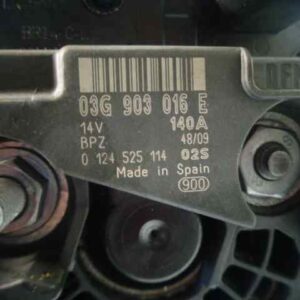 03G 903 016 E
14V 140A
BPZ 48/09
0 124 525 114 02S
Made in Spain 900